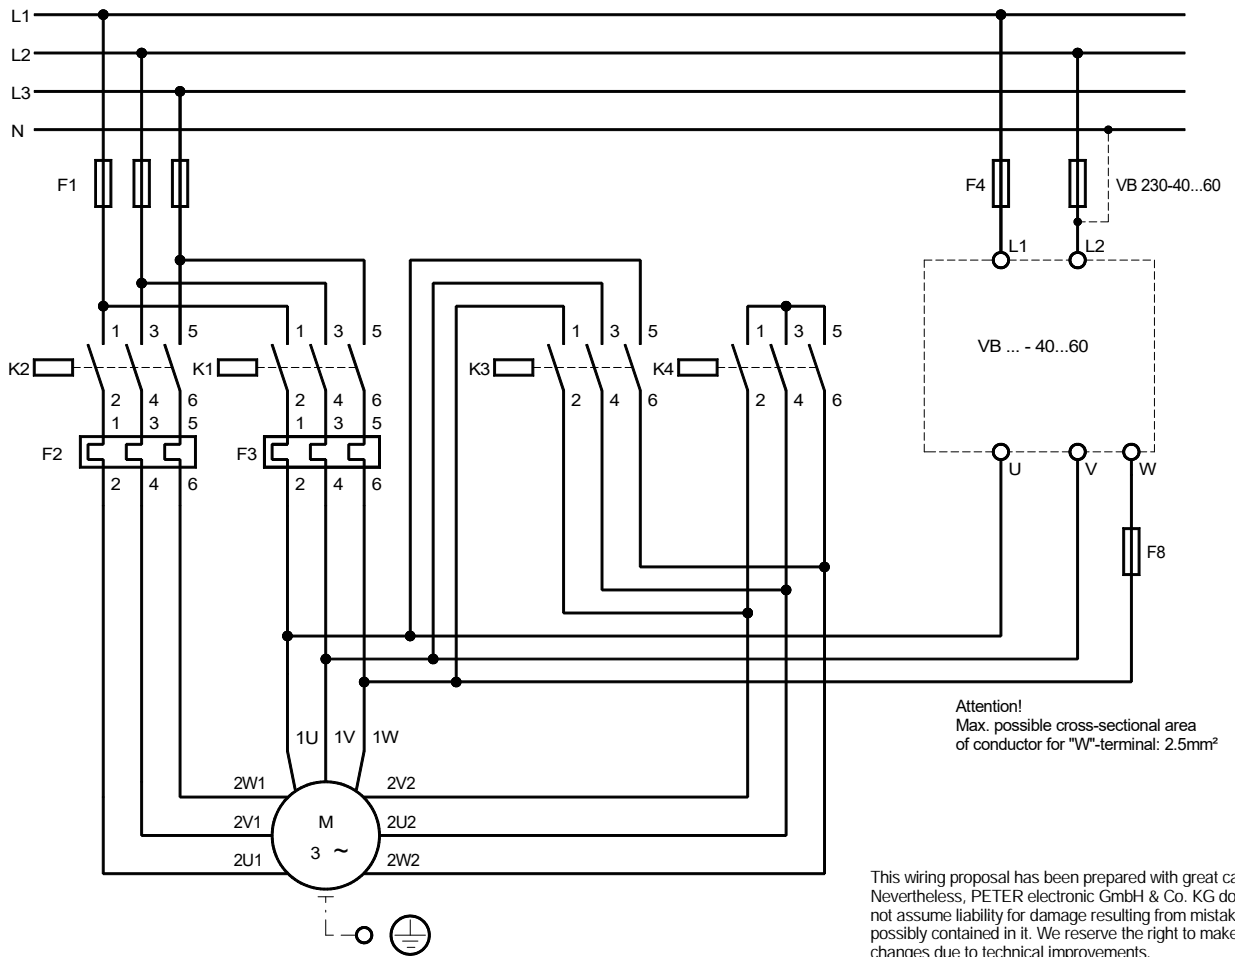 L1
L2
L3
N
F1
F4
VB 230-40...60
L1 L2
1 3 5 1 3 5 1 3 5 1 3 5
K2 K1 K3 K4 VB ... - 40...60
2 4 6 2 4 6 2 4 6 2 4 6
1 3 5 1 3 5
F2 F3
2 4 6 2 4 6
U V W
F8
Attention!
Max. possible cross-sectional area
of conductor for "W"-terminal: 2.5mm²
1U 1V 1W
2W1 2V2
2V1 M 2U2
3 ~
2U1 2W2
This wiring proposal has been prepared with great ca
Nevertheless, PETER electronic GmbH & Co. KG do
not assume liability for damage resulting from mistak
possibly contained in it. We reserve the right to make
changes due to technical improvements.